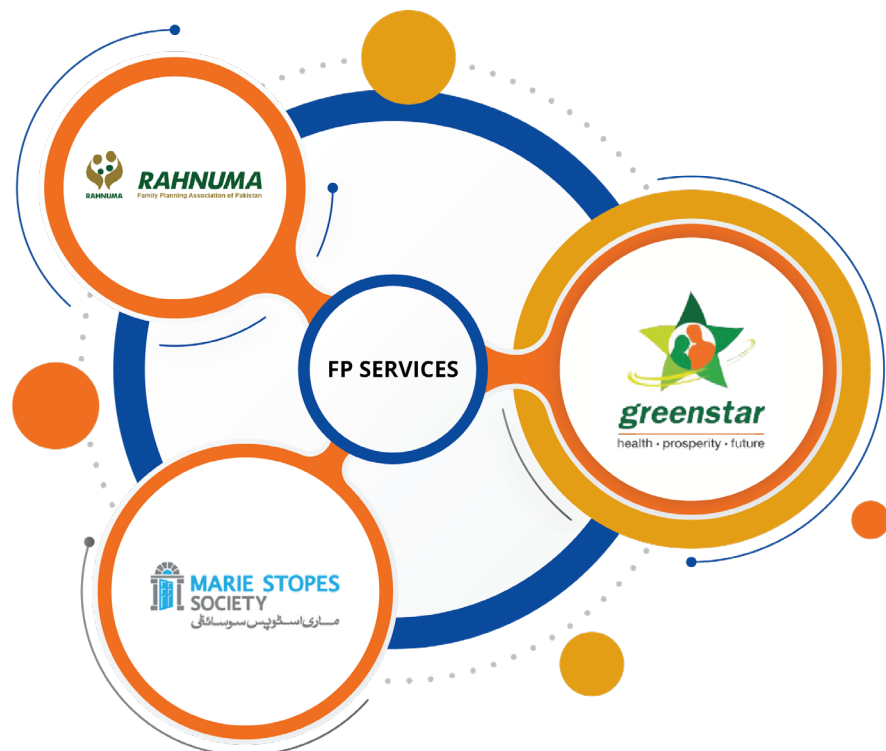 RAHNUMA
RAHNUMA
Family Planning Association of Pakistan
FP SERVICES
greenstar
health · prosperity · future
MARIE STOPES
SOCIETY
ماری اسٹوپس سوسائٹی